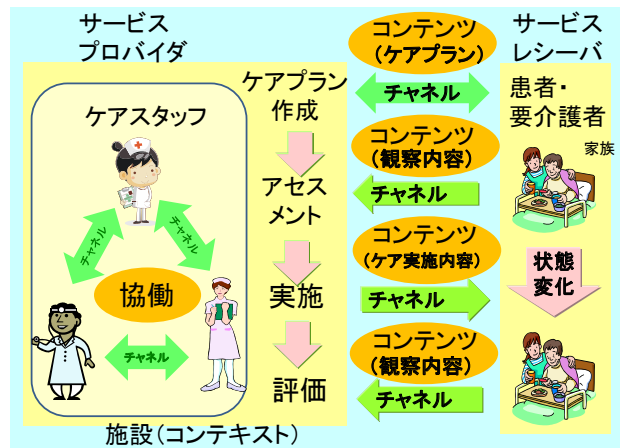 サービス
プロバイダ
ケアスタッフ
チャネル
チャネル
協働
チャネル
施設（コンテキスト）
ケアプラン
作成
アセス
メント
実施
評価
コンテンツ
（ケアプラン）
チャネル
コンテンツ
（観察内容）
チャネル
コンテンツ
（ケア実施内容）
チャネル
コンテンツ
（観察内容）
チャネル
サービス
レシーバ
患者・
要介護者
家族
状態
変化